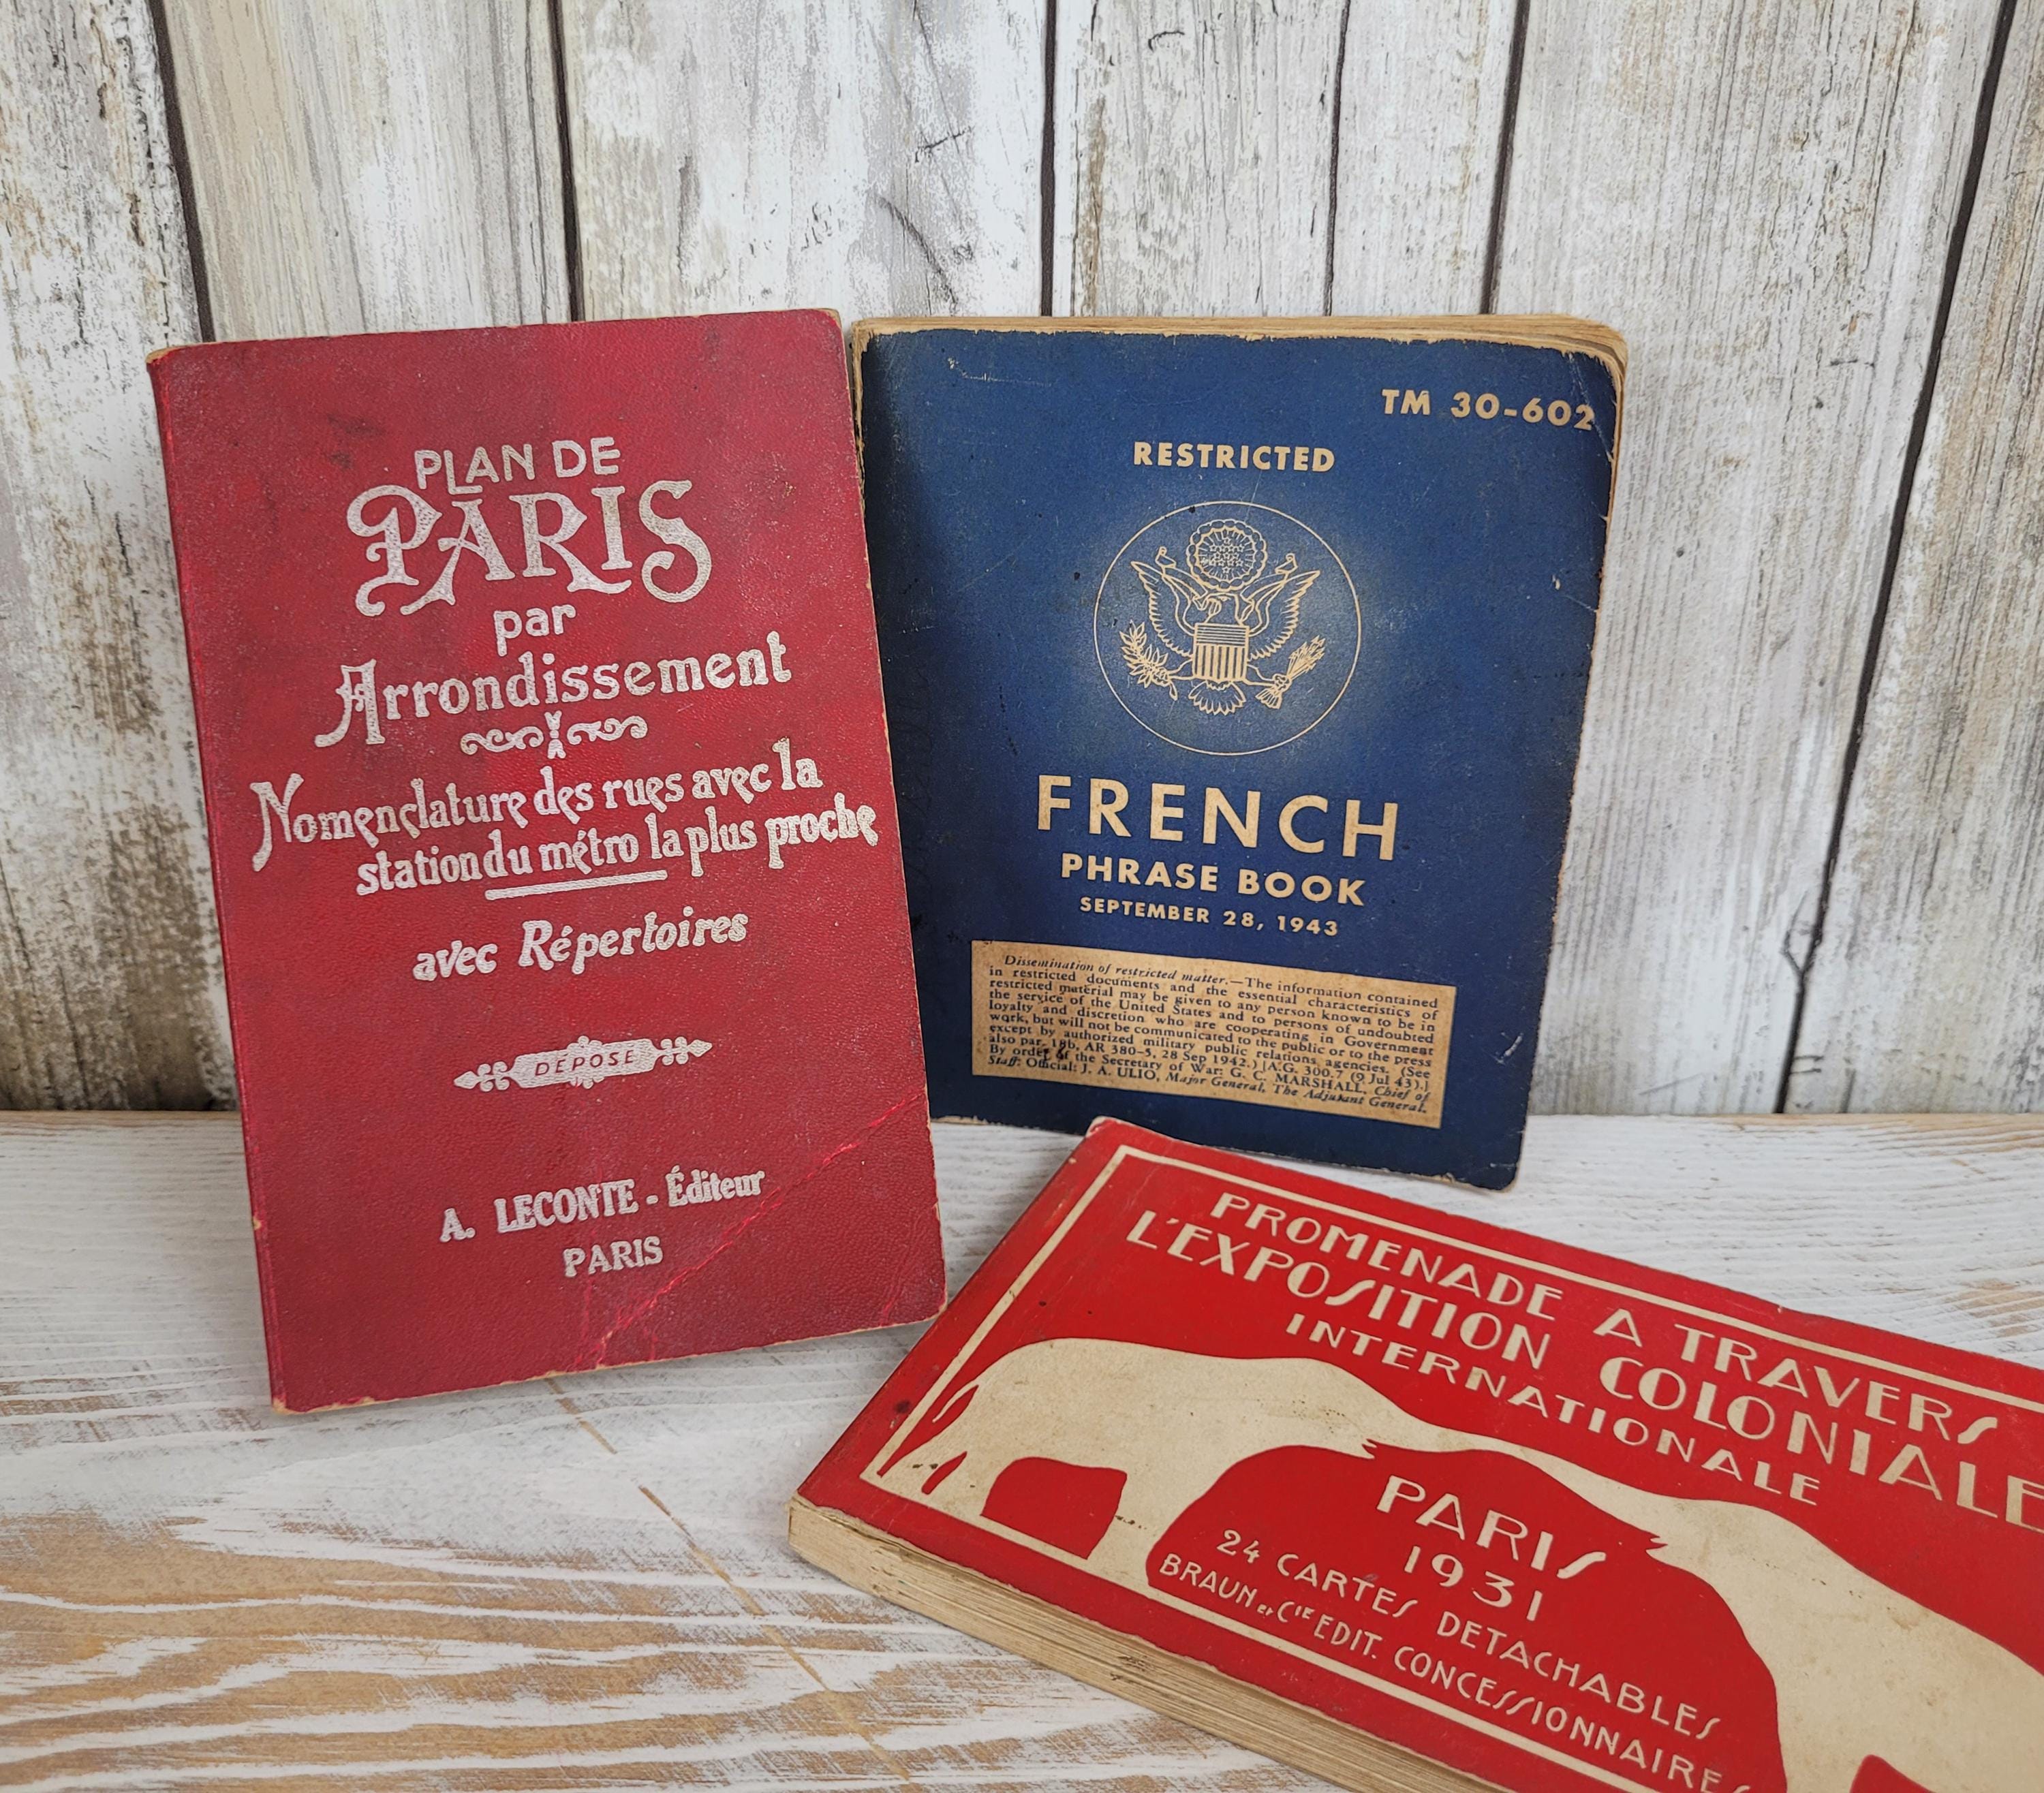 PLAN DE
PARIS
par
Arrondissement
Nomenclature des rues avec la
station du métro la plus proche
avec Répertoires
DÉPOSÉ
A. LECONTE - Éditeur
PARIS
TM 30-602
RESTRICTED
FRENCH
PHRASE BOOK
SEPTEMBER 28, 1943
Dissemination of restricted matter.—The information contained
in restricted documents and the essential characteristics of
restricted material may be given to any person known to be in
the service of the United States and to persons of undoubted
loyalty and discretion who are cooperating in Government
work, but will not be communicated to the public or to the press
except by authorized military public relations agencies. (See
also par. 18b, AR 380-5, 28 Sep 1942.) [A.G. 300.7 (9 Jul 43).]
By order of the Secretary of War: G. C. MARSHALL, Chief of
Staff. Official: J. A. ULIO, Major General, The Adjutant General.
PROMENADE A TRAVERS
L'EXPOSITION COLONIALE
INTERNATIONALE
PARIS
1931
24 CARTES DETACHABLES
BRAUN et Cie EDIT. CONCESSIONNAIRES